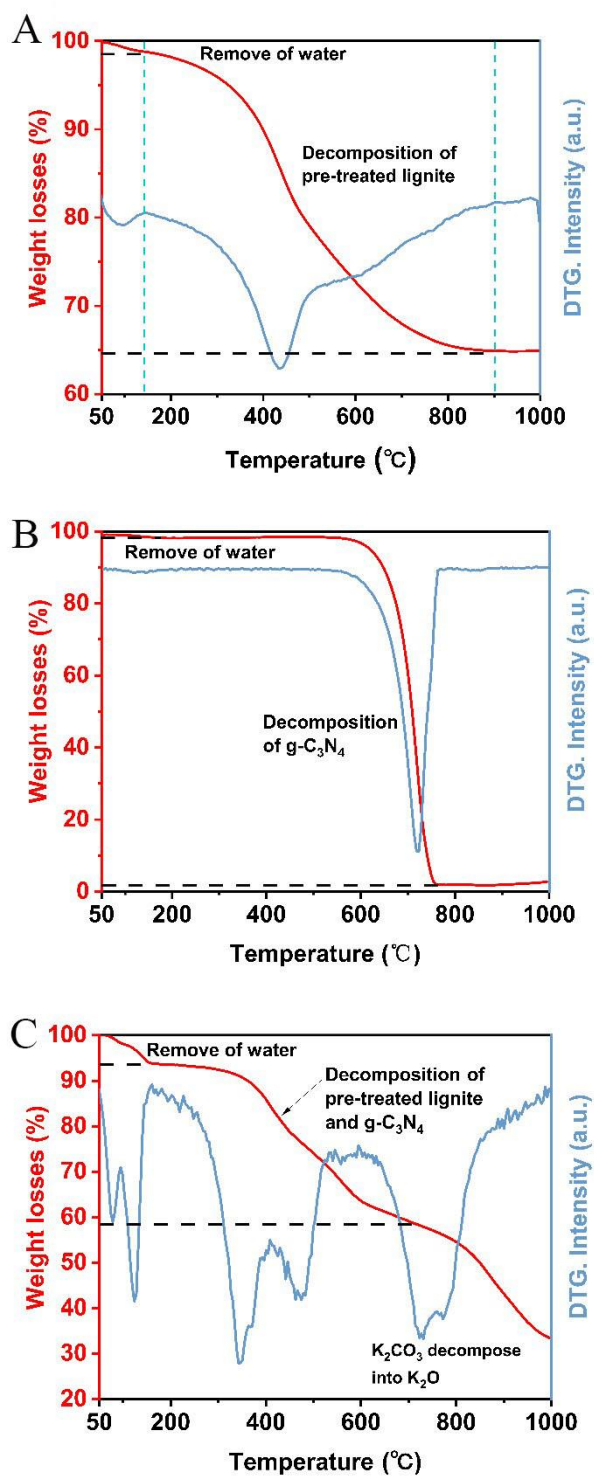 A
100
90
80
70
60
Weight losses (%)
Remove of water
Decomposition of
pre-treated lignite
DTG. Intensity (a.u.)
50
200
400
600
800
1000
Temperature (℃)
B
100
80
60
40
20
0
Weight losses (%)
Remove of water
Decomposition
of g-C₃N₄
DTG. Intensity (a.u.)
50
200
400
600
800
1000
Temperature (℃)
C
100
90
80
70
60
50
40
30
20
Weight losses (%)
Remove of water
Decomposition of
pre-treated lignite
and g-C₃N₄
K₂CO₃ decompose
into K₂O
DTG. Intensity (a.u.)
50
200
400
600
800
1000
Temperature (℃)